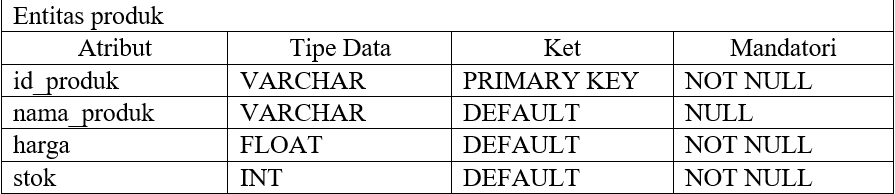 Entitas produk
Atribut Tipe Data Ket Mandatori
id_produk VARCHAR PRIMARY KEY NOT NULL
nama_produk VARCHAR DEFAULT NULL
harga FLOAT DEFAULT NOT NULL
stok INT DEFAULT NOT NULL